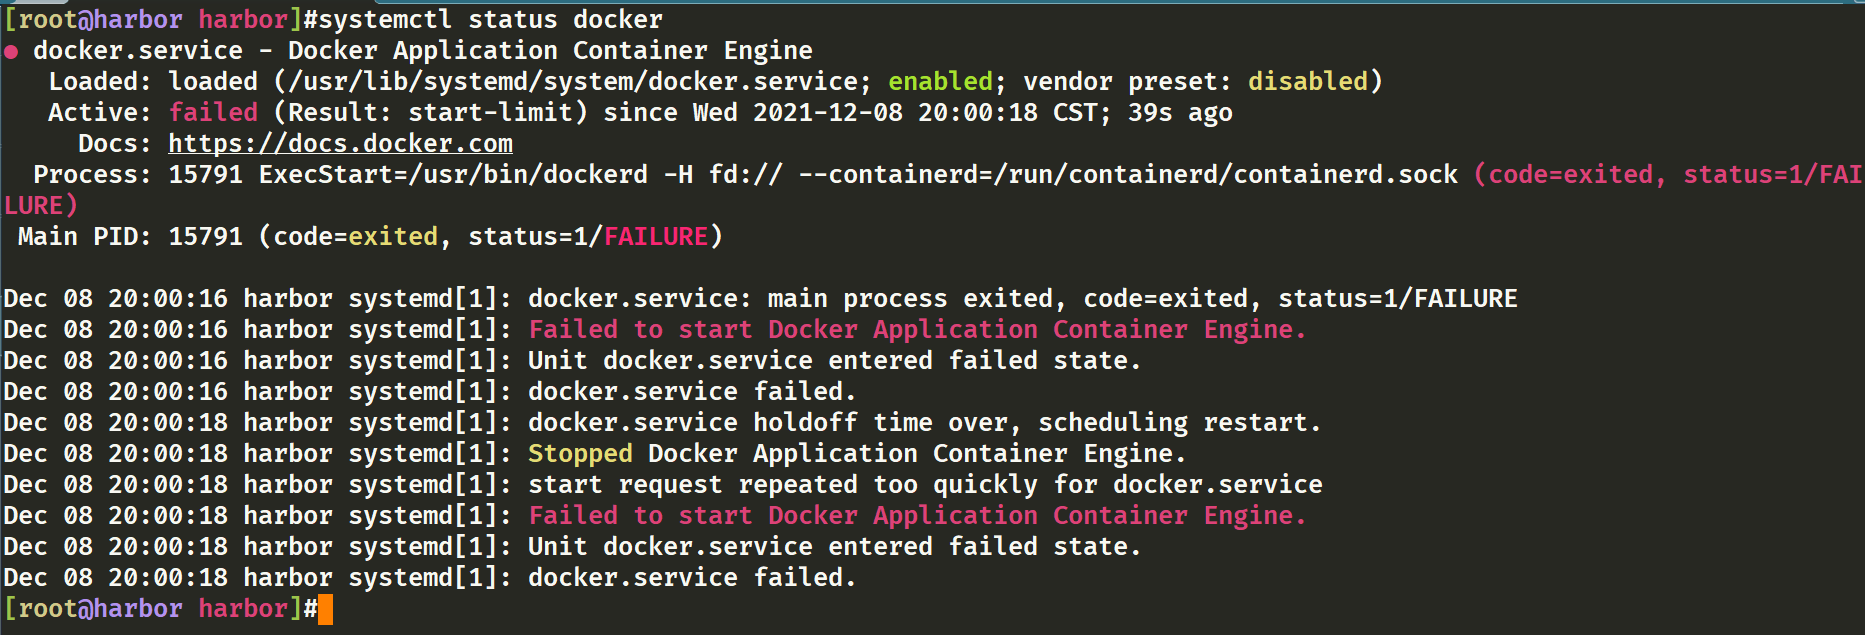 [root@harbor harbor]#systemctl status docker
● docker.service - Docker Application Container Engine
   Loaded: loaded (/usr/lib/systemd/system/docker.service; enabled; vendor preset: disabled)
   Active: failed (Result: start-limit) since Wed 2021-12-08 20:00:18 CST; 39s ago
     Docs: https://docs.docker.com
  Process: 15791 ExecStart=/usr/bin/dockerd -H fd:// --containerd=/run/containerd/containerd.sock (code=exited, status=1/FAI
LURE)
 Main PID: 15791 (code=exited, status=1/FAILURE)

Dec 08 20:00:16 harbor systemd[1]: docker.service: main process exited, code=exited, status=1/FAILURE
Dec 08 20:00:16 harbor systemd[1]: Failed to start Docker Application Container Engine.
Dec 08 20:00:16 harbor systemd[1]: Unit docker.service entered failed state.
Dec 08 20:00:16 harbor systemd[1]: docker.service failed.
Dec 08 20:00:18 harbor systemd[1]: docker.service holdoff time over, scheduling restart.
Dec 08 20:00:18 harbor systemd[1]: Stopped Docker Application Container Engine.
Dec 08 20:00:18 harbor systemd[1]: start request repeated too quickly for docker.service
Dec 08 20:00:18 harbor systemd[1]: Failed to start Docker Application Container Engine.
Dec 08 20:00:18 harbor systemd[1]: Unit docker.service entered failed state.
Dec 08 20:00:18 harbor systemd[1]: docker.service failed.
[root@harbor harbor]#